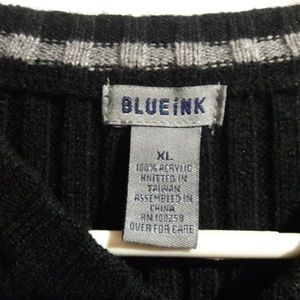 BLUEiNK
XL
100% ACRYLIC
KNITTED IN
TAIWAN
ASSEMBLED IN
CHINA
RN 100258
OVER FOR CARE